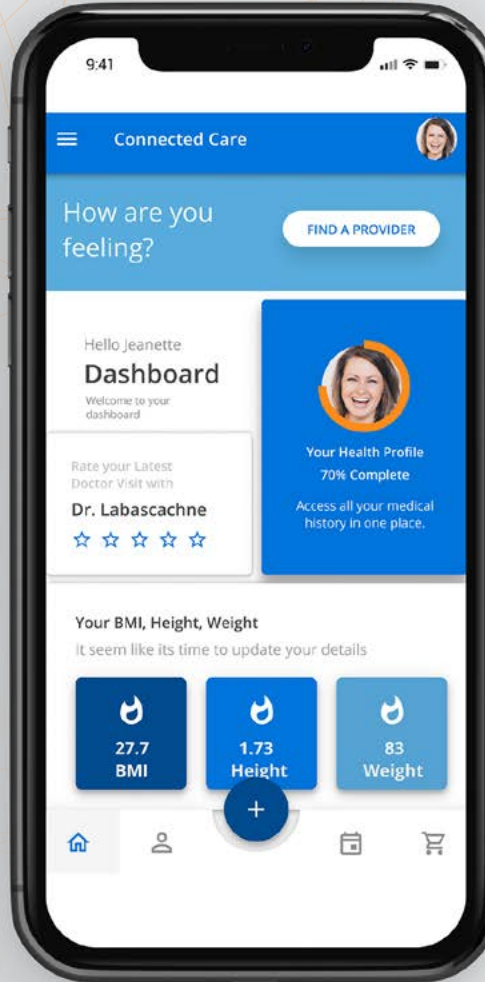 9:41
Connected Care
How are you
feeling?
FIND A PROVIDER
Hello Jeanette
Dashboard
Welcome to your
dashboard
Rate your Latest
Doctor Visit with
Dr. Labascachne
Your Health Profile
70% Complete
Access all your medical
history in one place.
Your BMI, Height, Weight
It seem like its time to update your details
27.7
BMI
1.73
Height
83
Weight